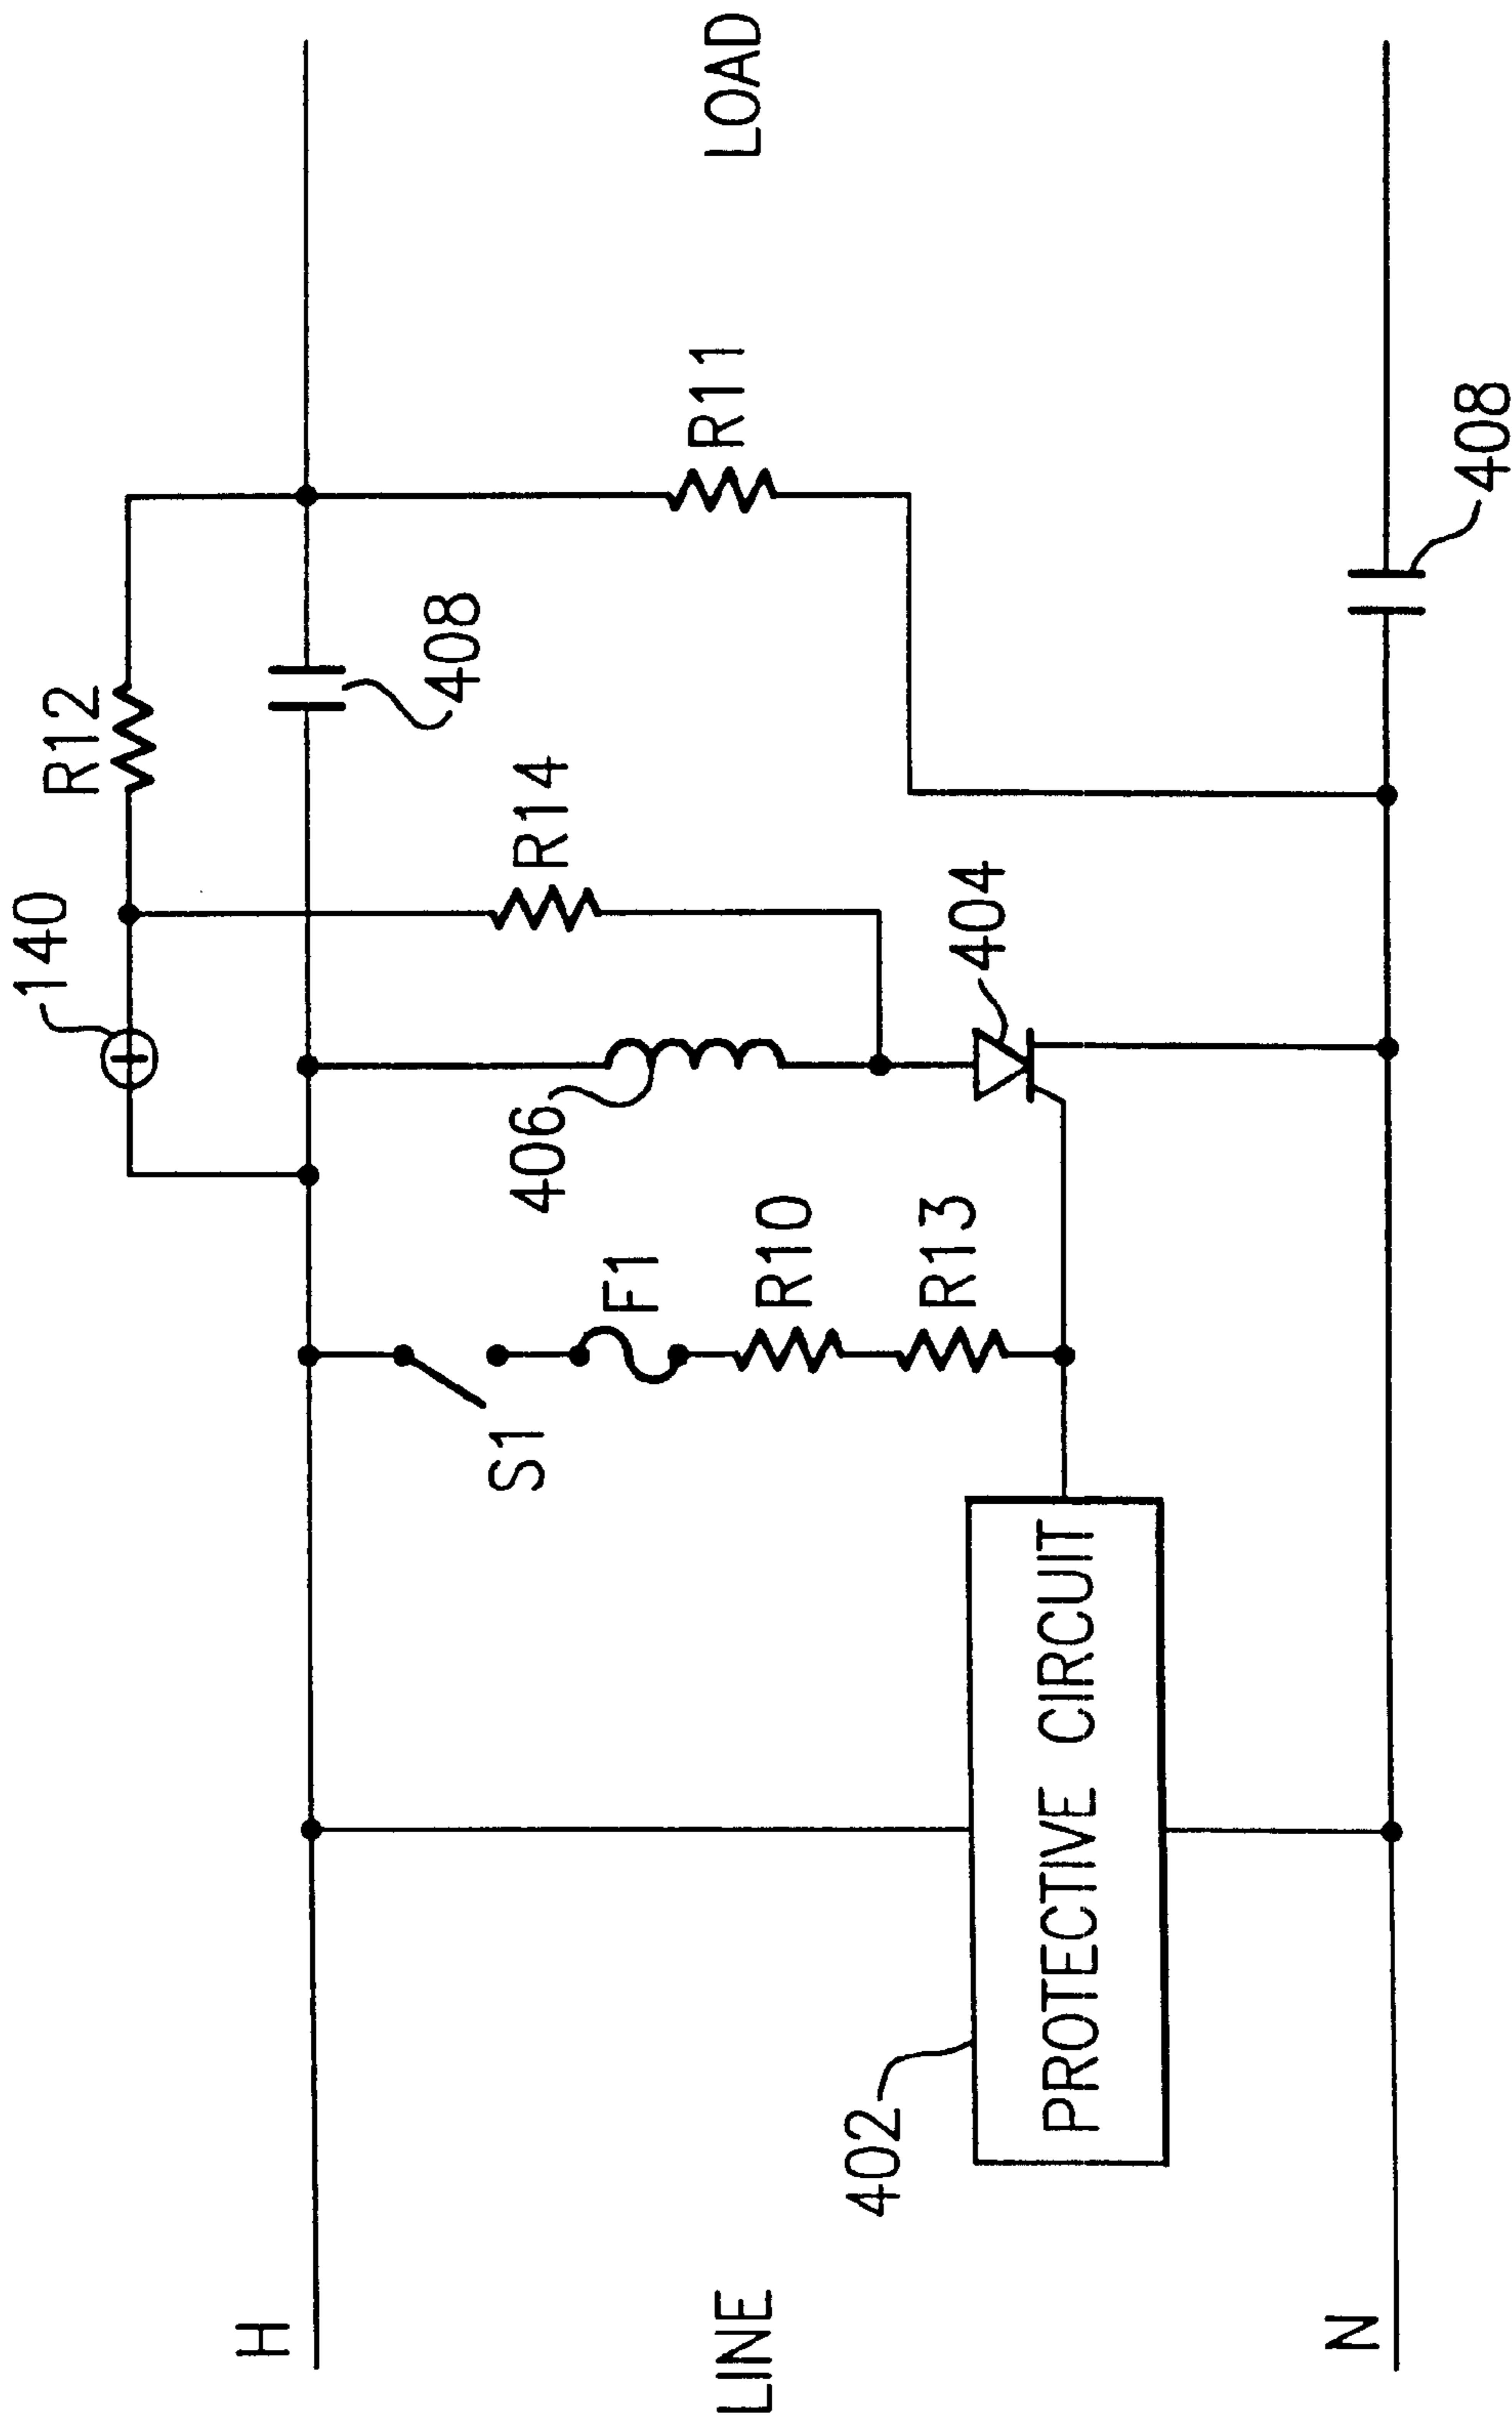 140
R12
H
408
R14
406
F1
S1
R11
R10
R13
404
LINE
LOAD
402
PROTECTIVE CIRCUIT
N
408